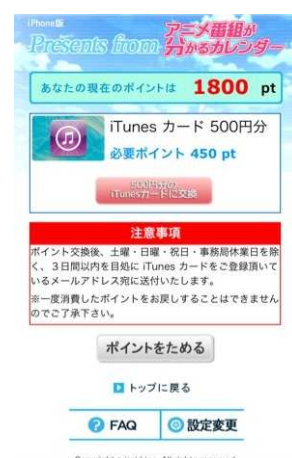 iPhone版
Presents from アニメ番組が
分かるカレンダー
あなたの現在のポイントは 1800 pt
iTunes カード 500円分
必要ポイント 450 pt
500円分の
iTunesカードに交換
注意事項
ポイント交換後、土曜・日曜・祝日・事務局休業日を除
く、３日間以内を目処に iTunes カードをご登録頂いて
いるメールアドレス宛に送付いたします。
※一度消費したポイントをお戻しすることはできません
のでご了承下さい。
ポイントをためる
トップに戻る
FAQ 設定変更